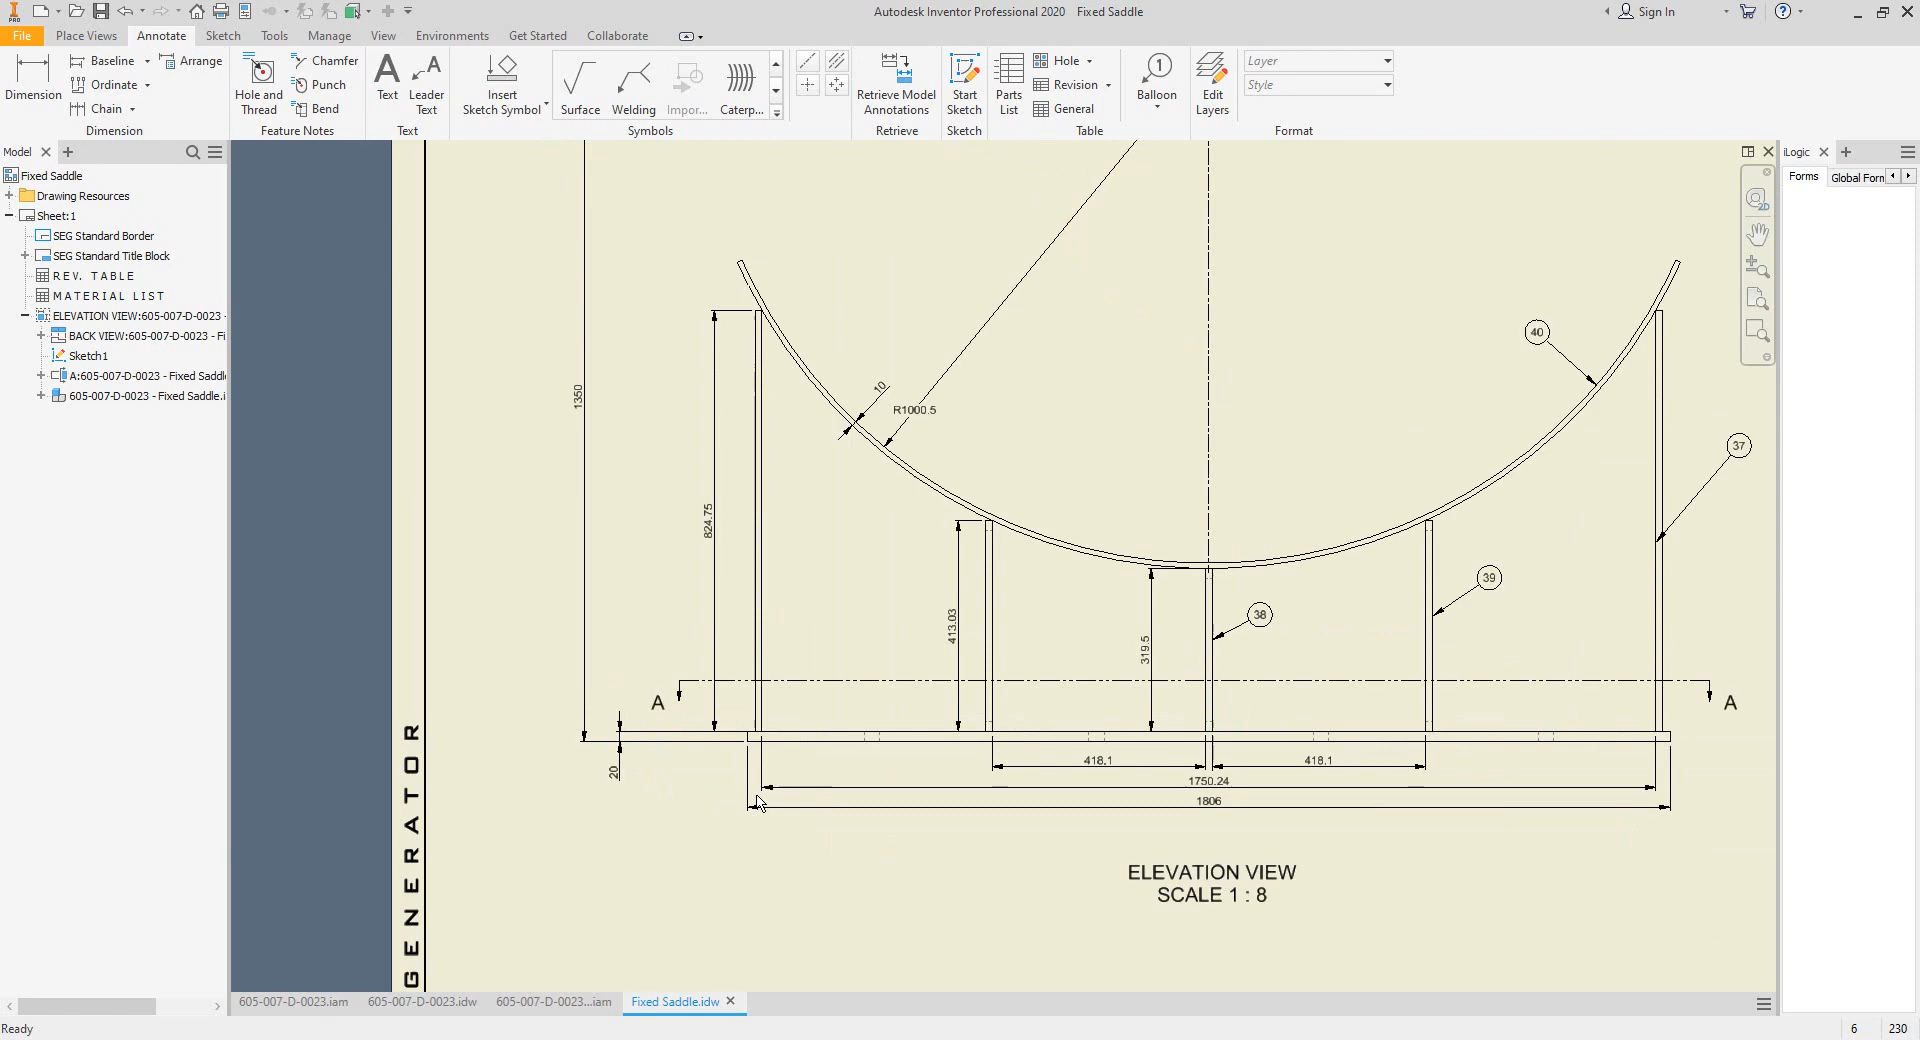 Autodesk Inventor Professional 2020 Fixed Saddle
Sign In
PRO
File Place Views Annotate Sketch Tools Manage View Environments Get Started Collaborate
Dimension
Baseline
Ordinate
Chain
Arrange
Dimension
Hole and Thread
Chamfer
Punch
Bend
Feature Notes
Text
Leader Text
Text
Insert Sketch Symbol
Surface
Welding
Impor...
Caterp...
Symbols
Retrieve Model Annotations
Retrieve
Start Sketch
Sketch
Parts List
Hole
Revision
General
Table
Balloon
1
Edit Layers
Layer
Style
Format
Model
Fixed Saddle
Drawing Resources
Sheet:1
SEG Standard Border
SEG Standard Title Block
REV. TABLE
MATERIAL LIST
ELEVATION VIEW:605-007-D-0023 -
BACK VIEW:605-007-D-0023 - Fi
Sketch1
A:605-007-D-0023 - Fixed Saddl
605-007-D-0023 - Fixed Saddle.i
iLogic
Forms
Global Forn
2D
40
10
R1000.5
1350
37
824.75
39
413.03
38
319.5
A
A
20
418.1
418.1
1750.24
1806
ELEVATION VIEW
SCALE 1 : 8
GENERATOR
605-007-D-0023.iam
605-007-D-0023.idw
605-007-D-0023...iam
Fixed Saddle.idw
Ready
6
230